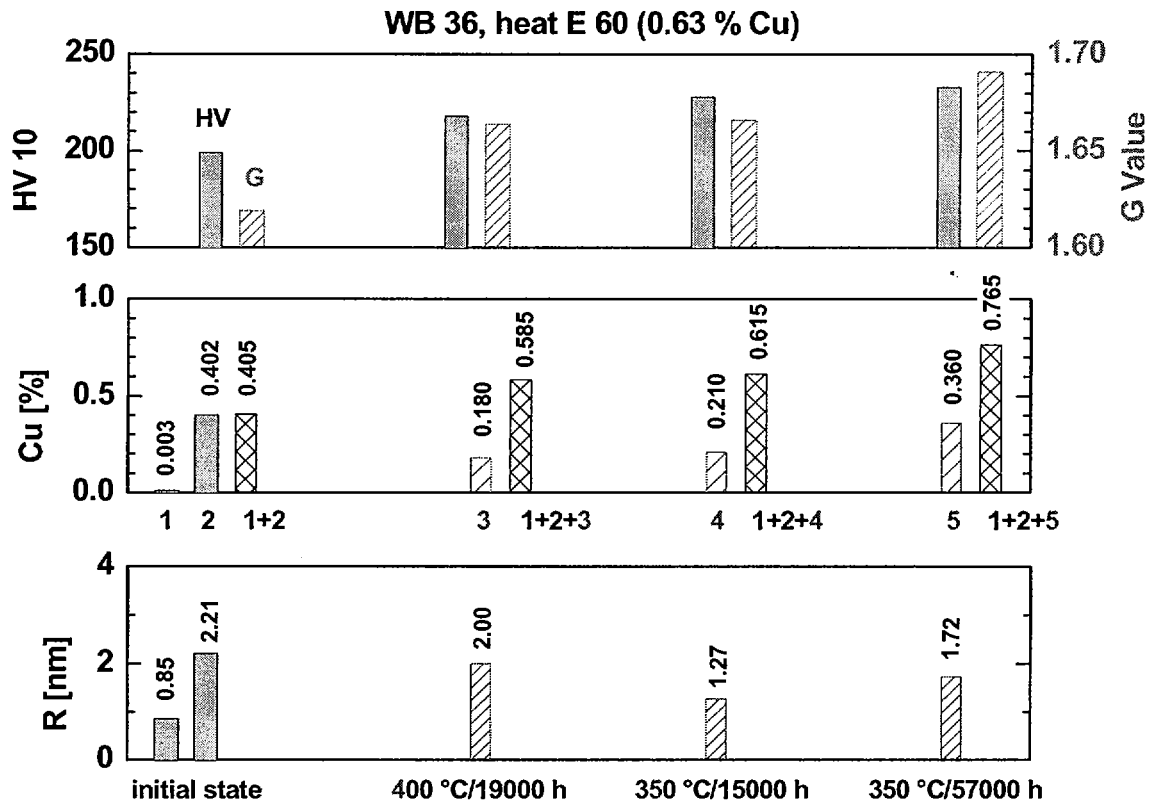 WB 36, heat E 60 (0.63 % Cu)
250
200
150
HV 10
HV
G
1.70
1.65
1.60
G Value
1.0
0.5
0.0
Cu [%]
0.003
0.402
0.405
0.180
0.585
0.210
0.615
0.360
0.765
1 2 1+2 3 1+2+3 4 1+2+4 5 1+2+5
4
2
0
R [nm]
0.85
2.21
2.00
1.27
1.72
initial state 400 °C/19000 h 350 °C/15000 h 350 °C/57000 h